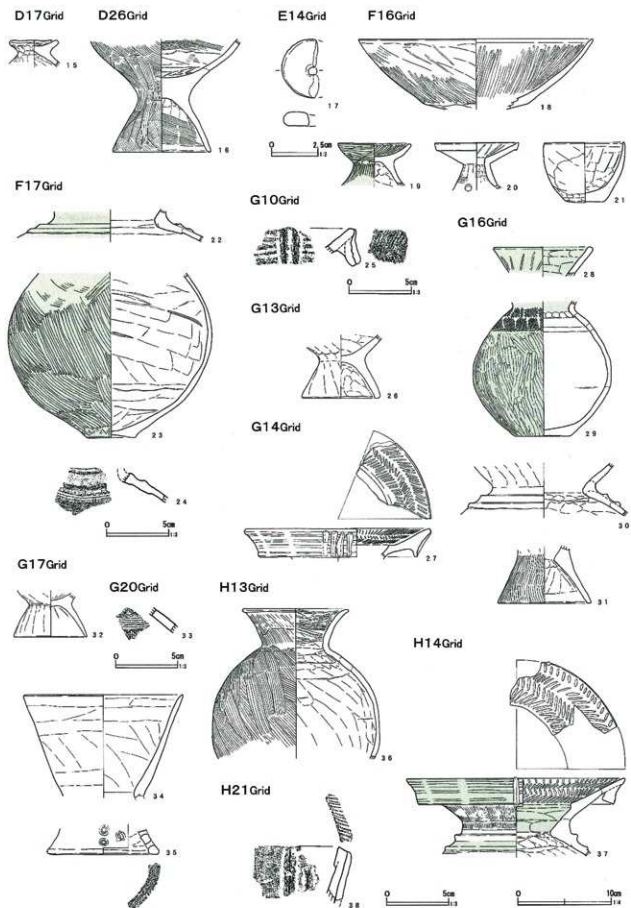 D17Grid D26Grid E14Grid F16Grid
15
16
17
18
0 2.5cm
1:2
19
20
21
F17Grid
22
G10Grid
25
0 5cm
1:3
G16Grid
28
23
G13Grid
26
29
24
0 5cm
1:3
G14Grid
27
30
31
G17Grid
32
G20Grid
33
0 5cm
1:3
H13Grid
36
H14Grid
34
35
H21Grid
38
37
0 5cm
1:3
0 10cm
1:4